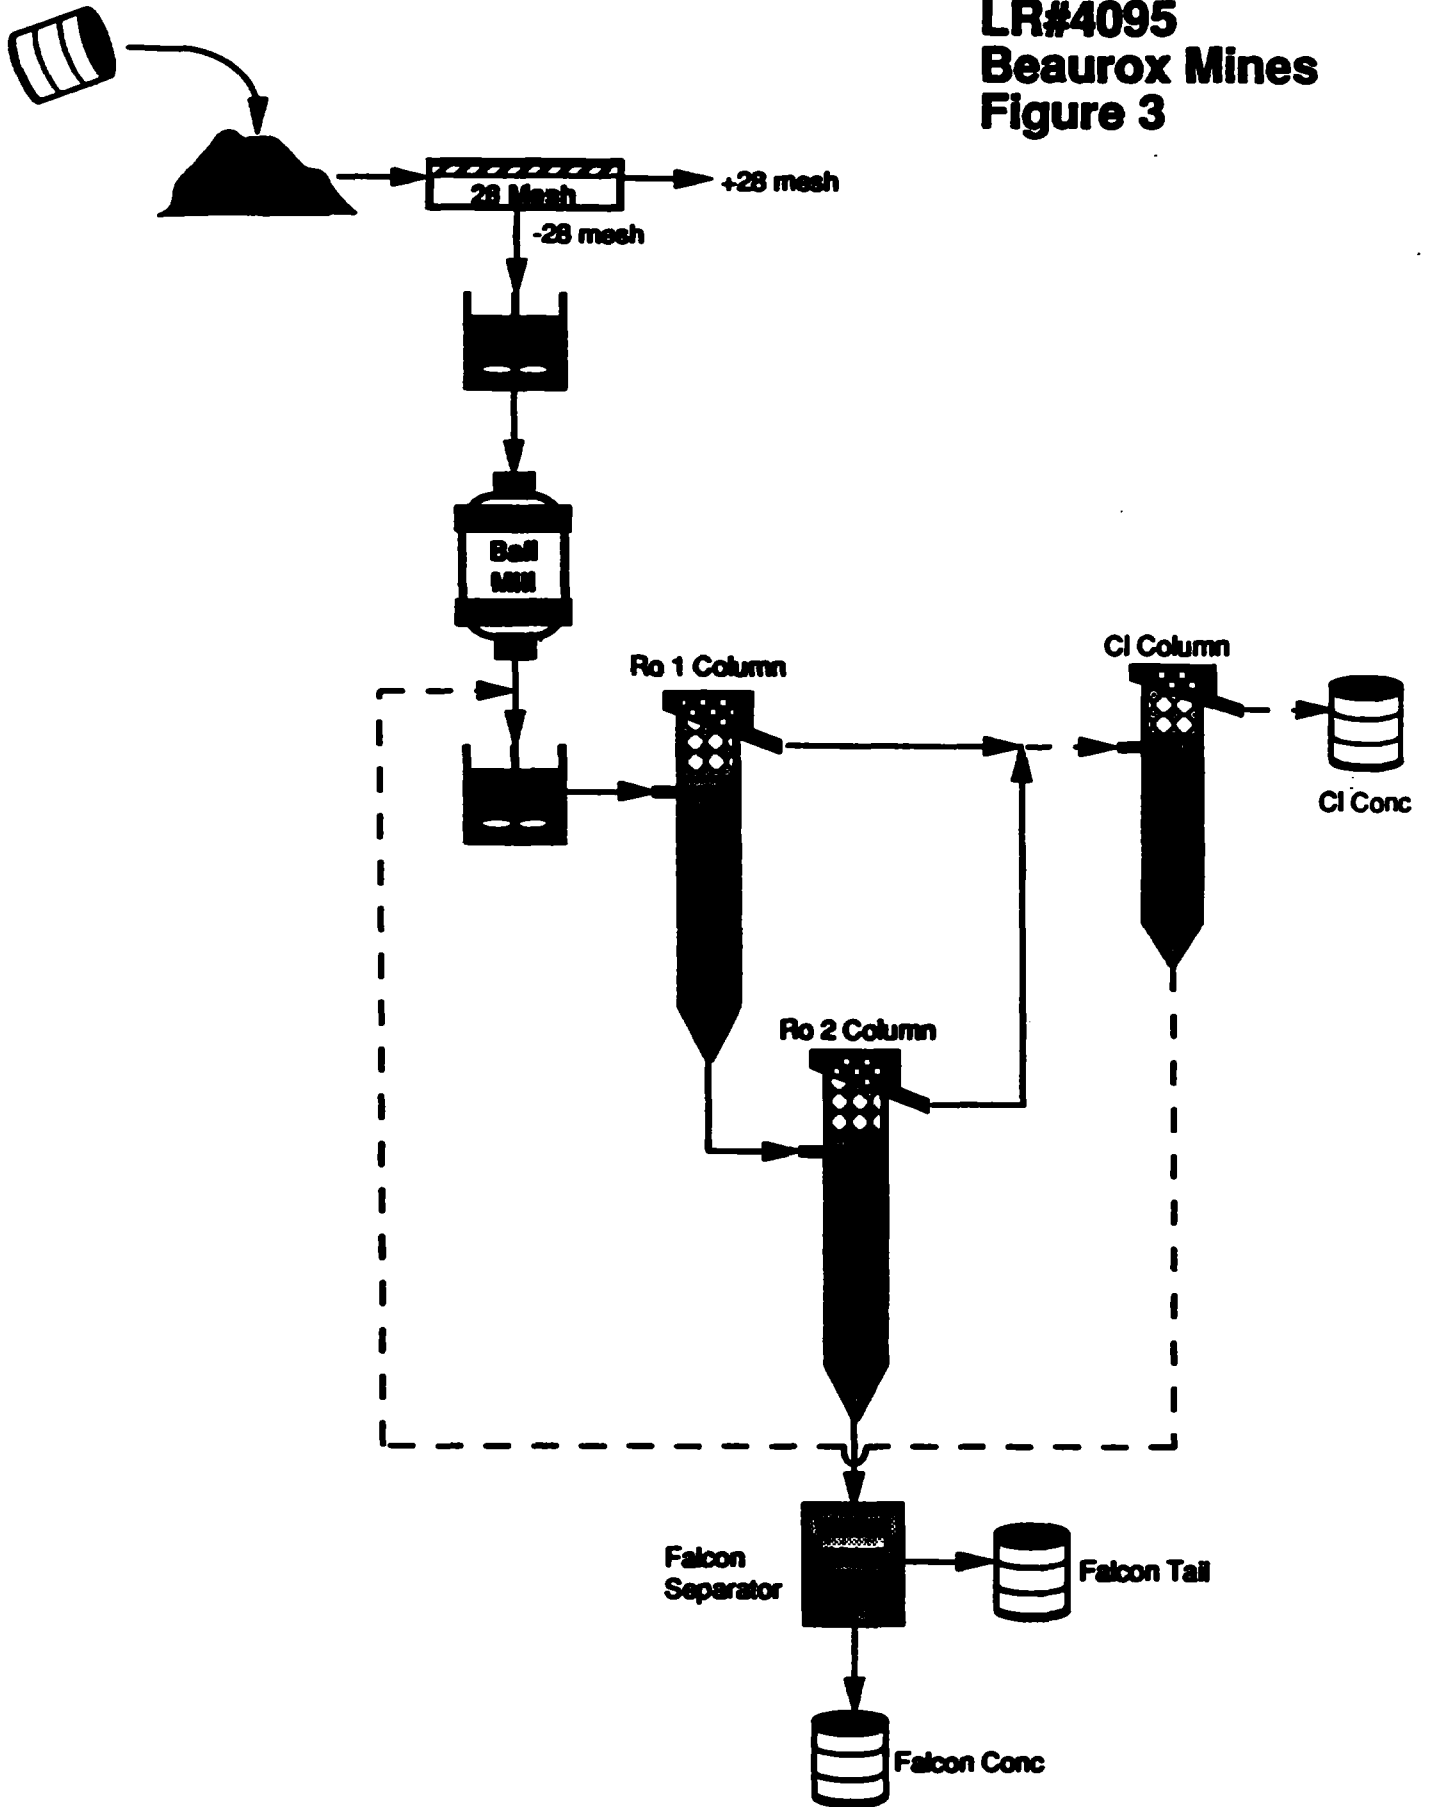 LR#4095
Beaurox Mines
Figure 3
28 Mesh
+28 mesh
-28 mesh
Ball
Mill
Ro 1 Column
Cl Column
Cl Conc
Ro 2 Column
Falcon
Separator
Falcon Tail
Falcon Conc